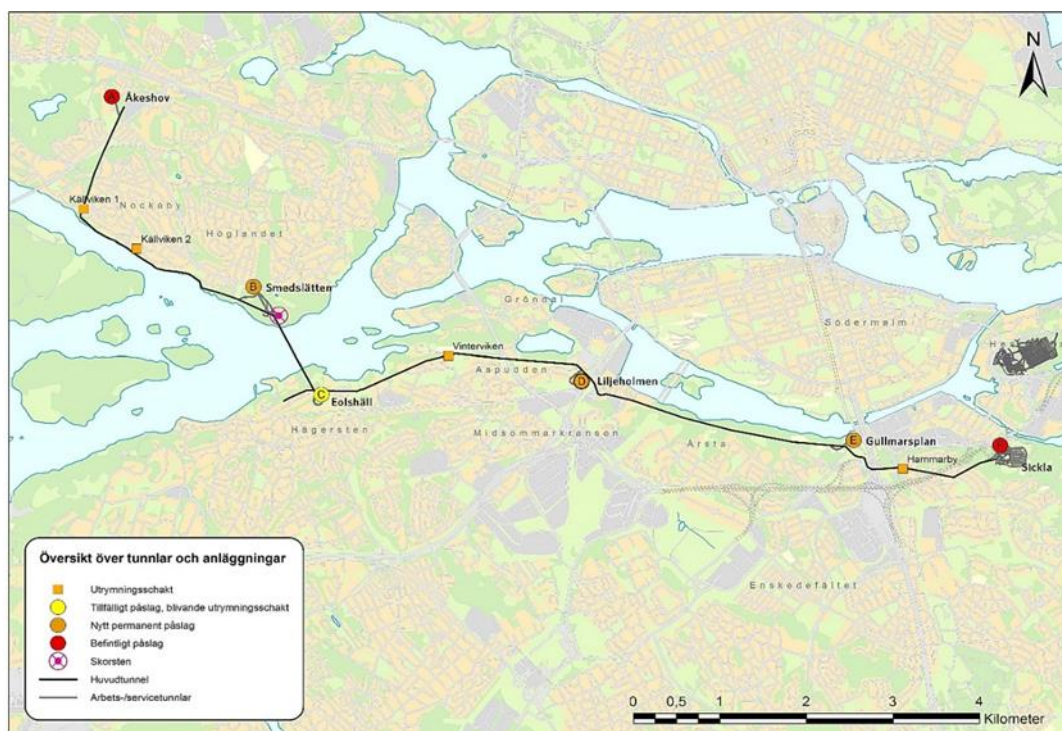 N
A
Åkeshov
Källviken 1
Nockeby
Källviken 2
Höglandet
B
Smedslätten
Gröndal
Södermalm
Vinterviken
Aspudden
D
Liljeholmen
C
Eolshäll
Hägersten
Midsommarkransen
Årsta
E
Gullmarsplan
Hammarby
Sickla
Enskedefältet
Översikt över tunnlar och anläggningar
Utrymningsschakt
Tillfälligt påslag, blivande utrymningsschakt
Nytt permanent påslag
Befintligt påslag
Skorsten
Huvudtunnel
Arbets-/servicetunnlar
0 0,5 1 2 3 4
Kilometer